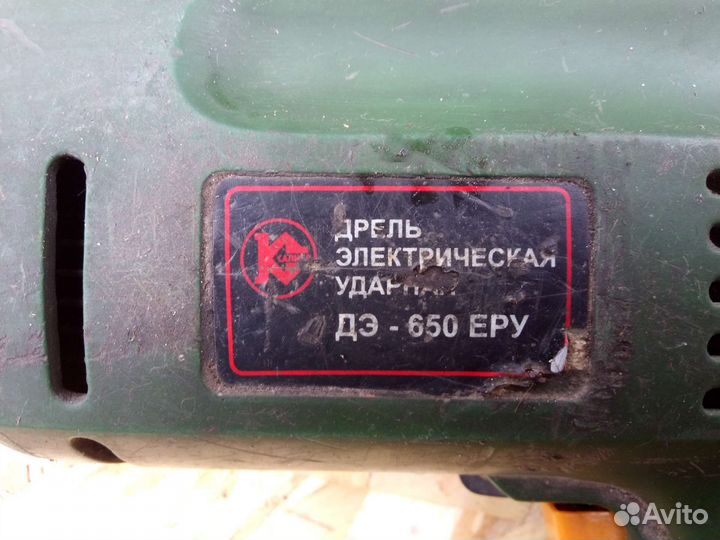 ДРЕЛЬ
ЭЛЕКТРИЧЕСКАЯ
УДАРНАЯ
ДЭ - 650 ЕРУ
Avito